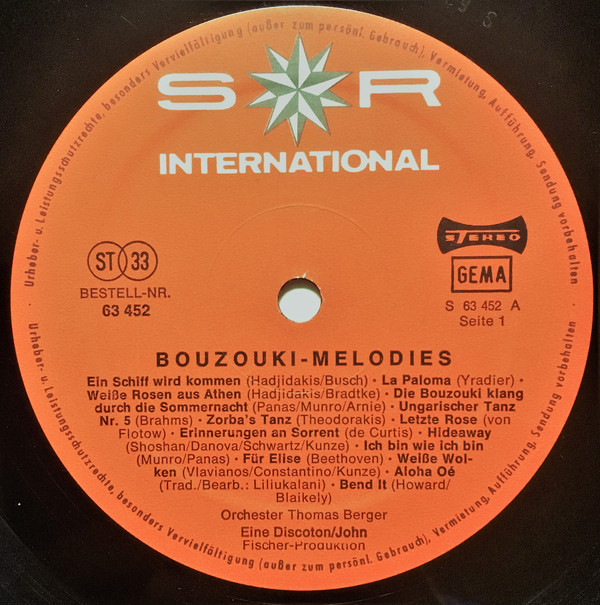 S R
INTERNATIONAL
ST 33
BESTELL-NR.
63 452
STEREO
GEMA
S 63 452 A
Seite 1
BOUZOUKI-MELODIES
Ein Schiff wird kommen (Hadjidakis/Busch) · La Paloma (Yradier) ·
Weiße Rosen aus Athen (Hadjidakis/Bradtke) · Die Bouzouki klang
durch die Sommernacht (Panas/Munro/Arnie) · Ungarischer Tanz
Nr. 5 (Brahms) · Zorba's Tanz (Theodorakis) · Letzte Rose (von
Flotow) · Erinnerungen an Sorrent (de Curtis) · Hideaway
(Shoshan/Danova/Schwartz/Kunze) · Ich bin wie ich bin
(Munro/Panas) · Für Elise (Beethoven) · Weiße Wol-
ken (Vlavianos/Constantino/Kunze) · Aloha Oé
(Trad./Bearb.: Liliukalani) · Bend It (Howard/
Blaikely)
Orchester Thomas Berger
Eine Discoton/John
Fischer-Produktion
· Urheber- u. Leistungsschutzrechte, besonders Vervielfältigung (außer zum persönl. Gebrauch), Vermietung, Aufführung, Sendung vorbehalten ·
Urheber- u. Leistungsschutzrechte, besonders Vervielfältigung (außer zum persönl. Gebrauch), Vermietung, Aufführung, Sendung vorbehalten ·